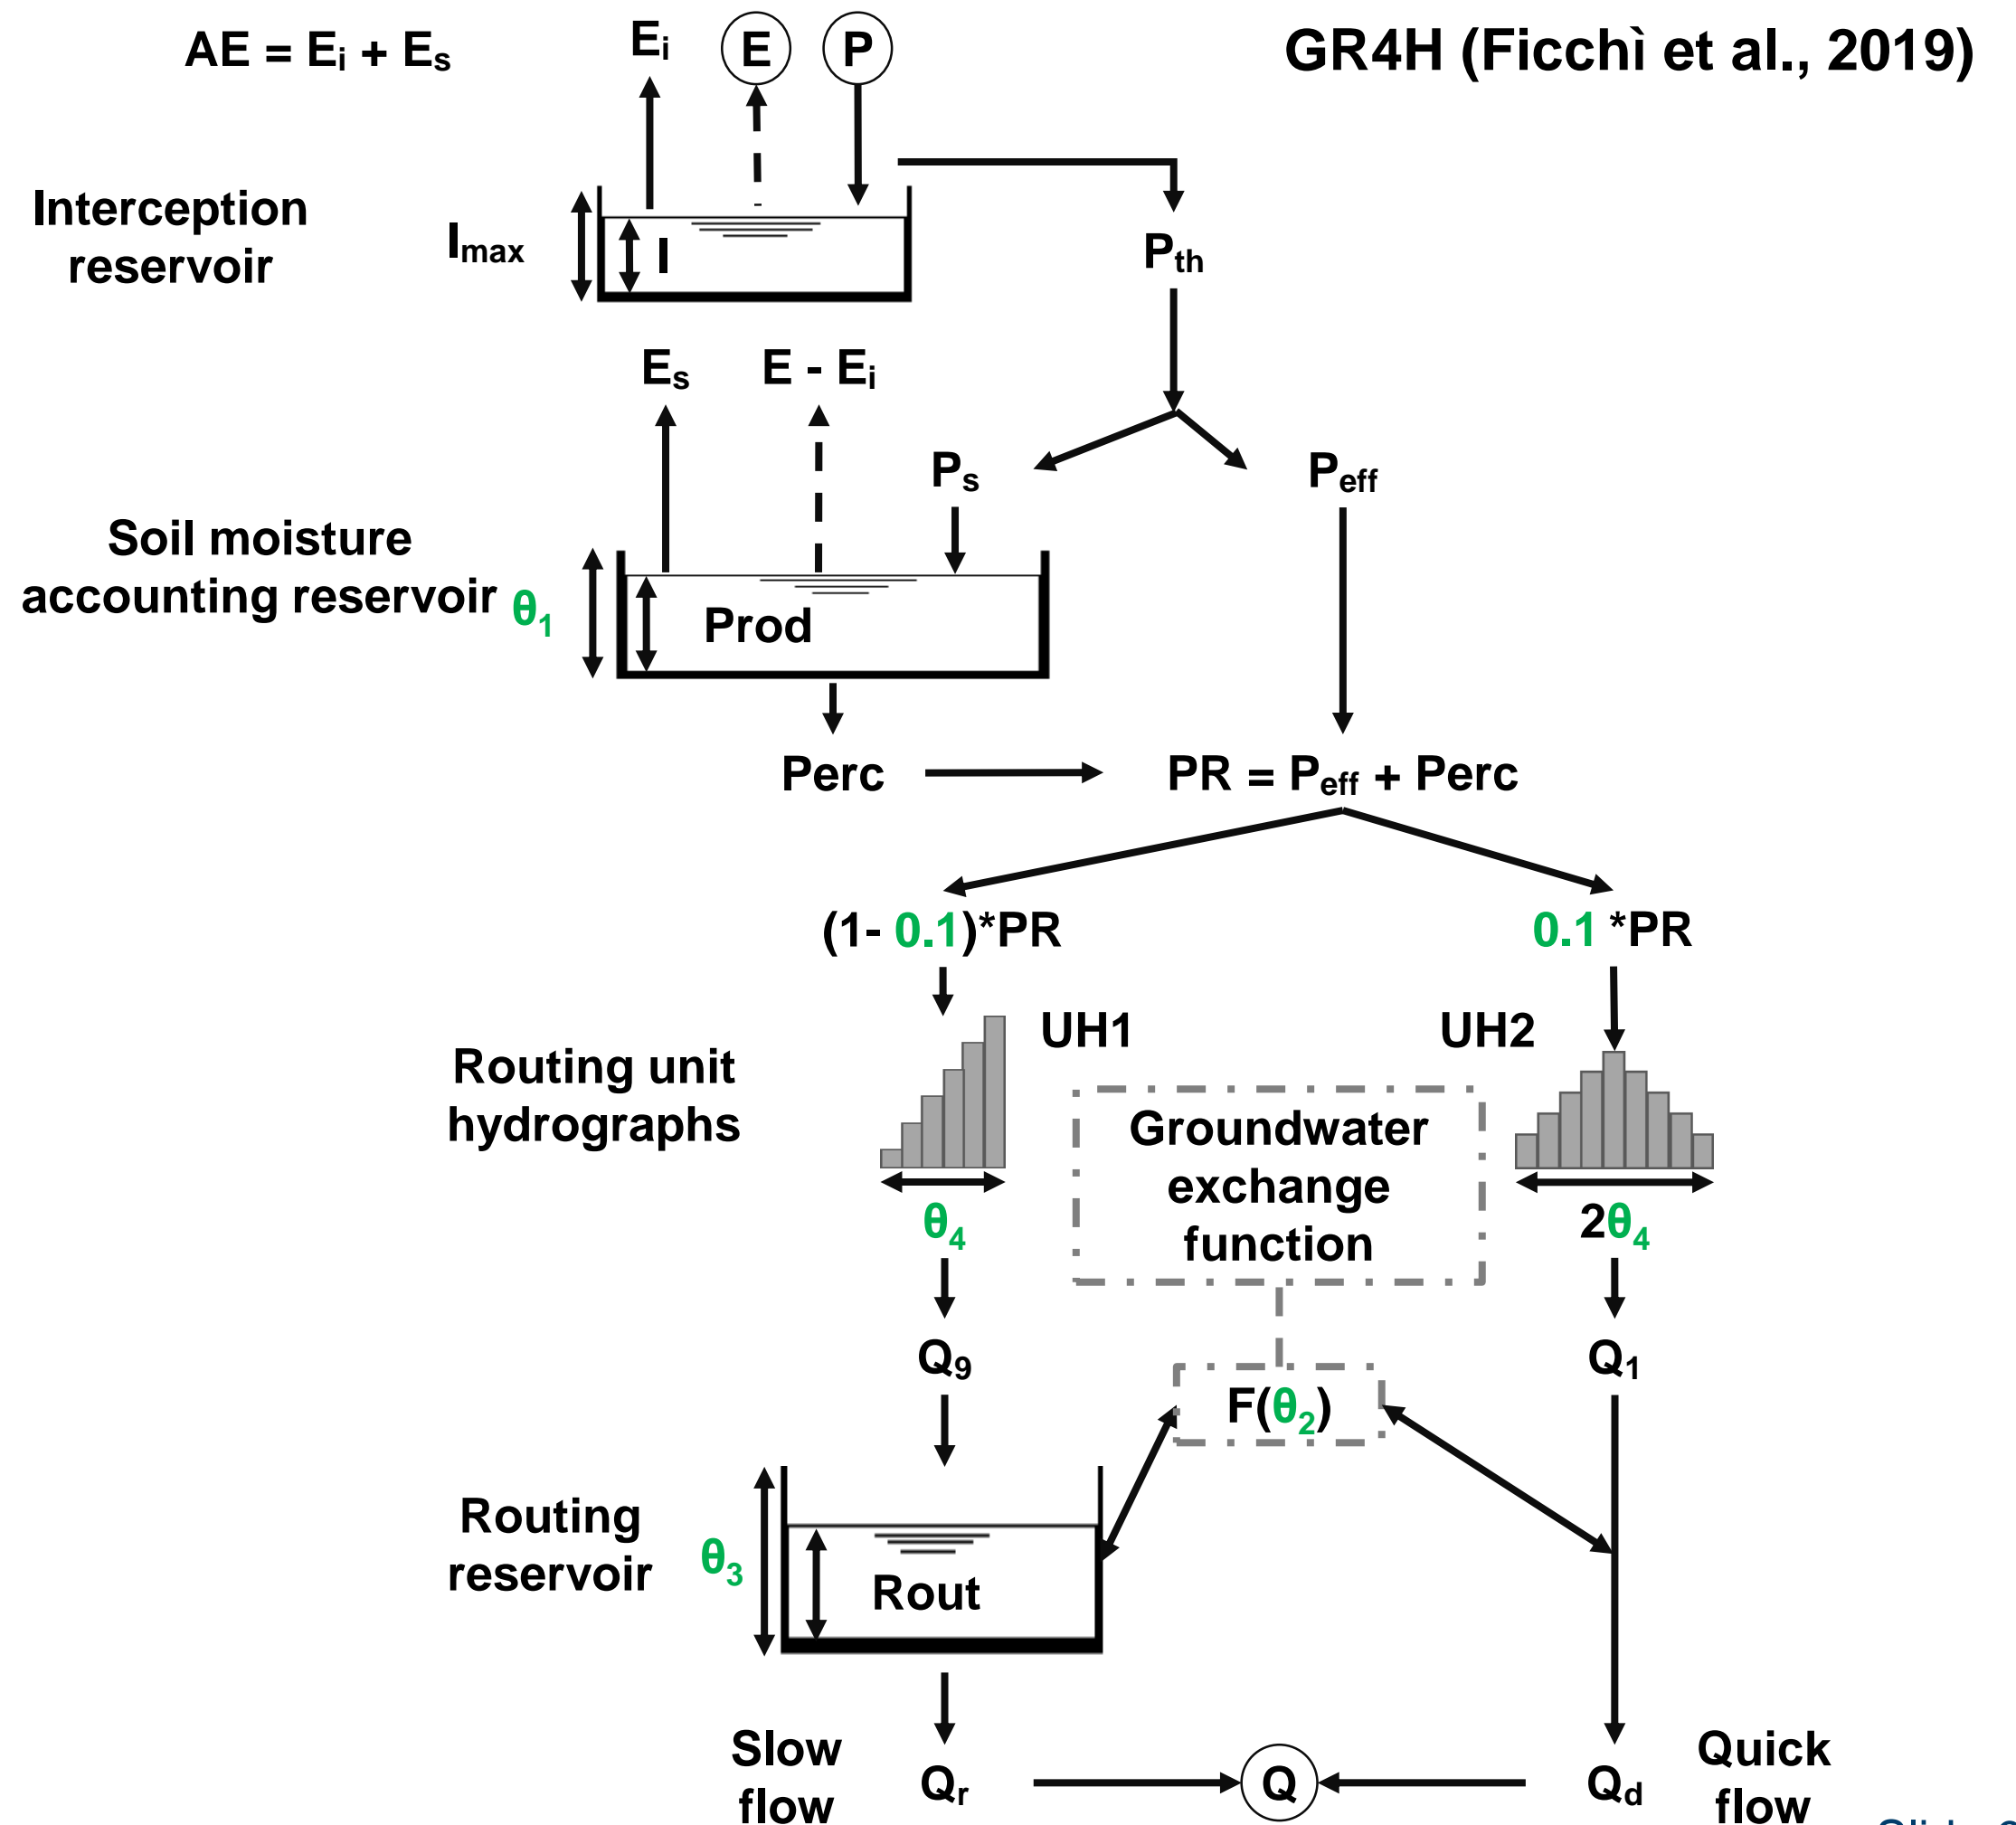 AE = Ei + Es
Ei
E
P
GR4H (Ficchì et al., 2019)
Interception
reservoir
Imax
I
Pth
Es
E - Ei
Ps
Peff
Soil moisture
accounting reservoir
θ1
Prod
Perc
PR = Peff + Perc
(1- 0.1)*PR
0.1 *PR
UH1
UH2
Routing unit
hydrographs
Groundwater
exchange
function
θ4
2θ4
Q9
Q1
F(θ2)
Routing
reservoir
θ3
Rout
Slow
flow
Qr
Q
Qd
Quick
flow